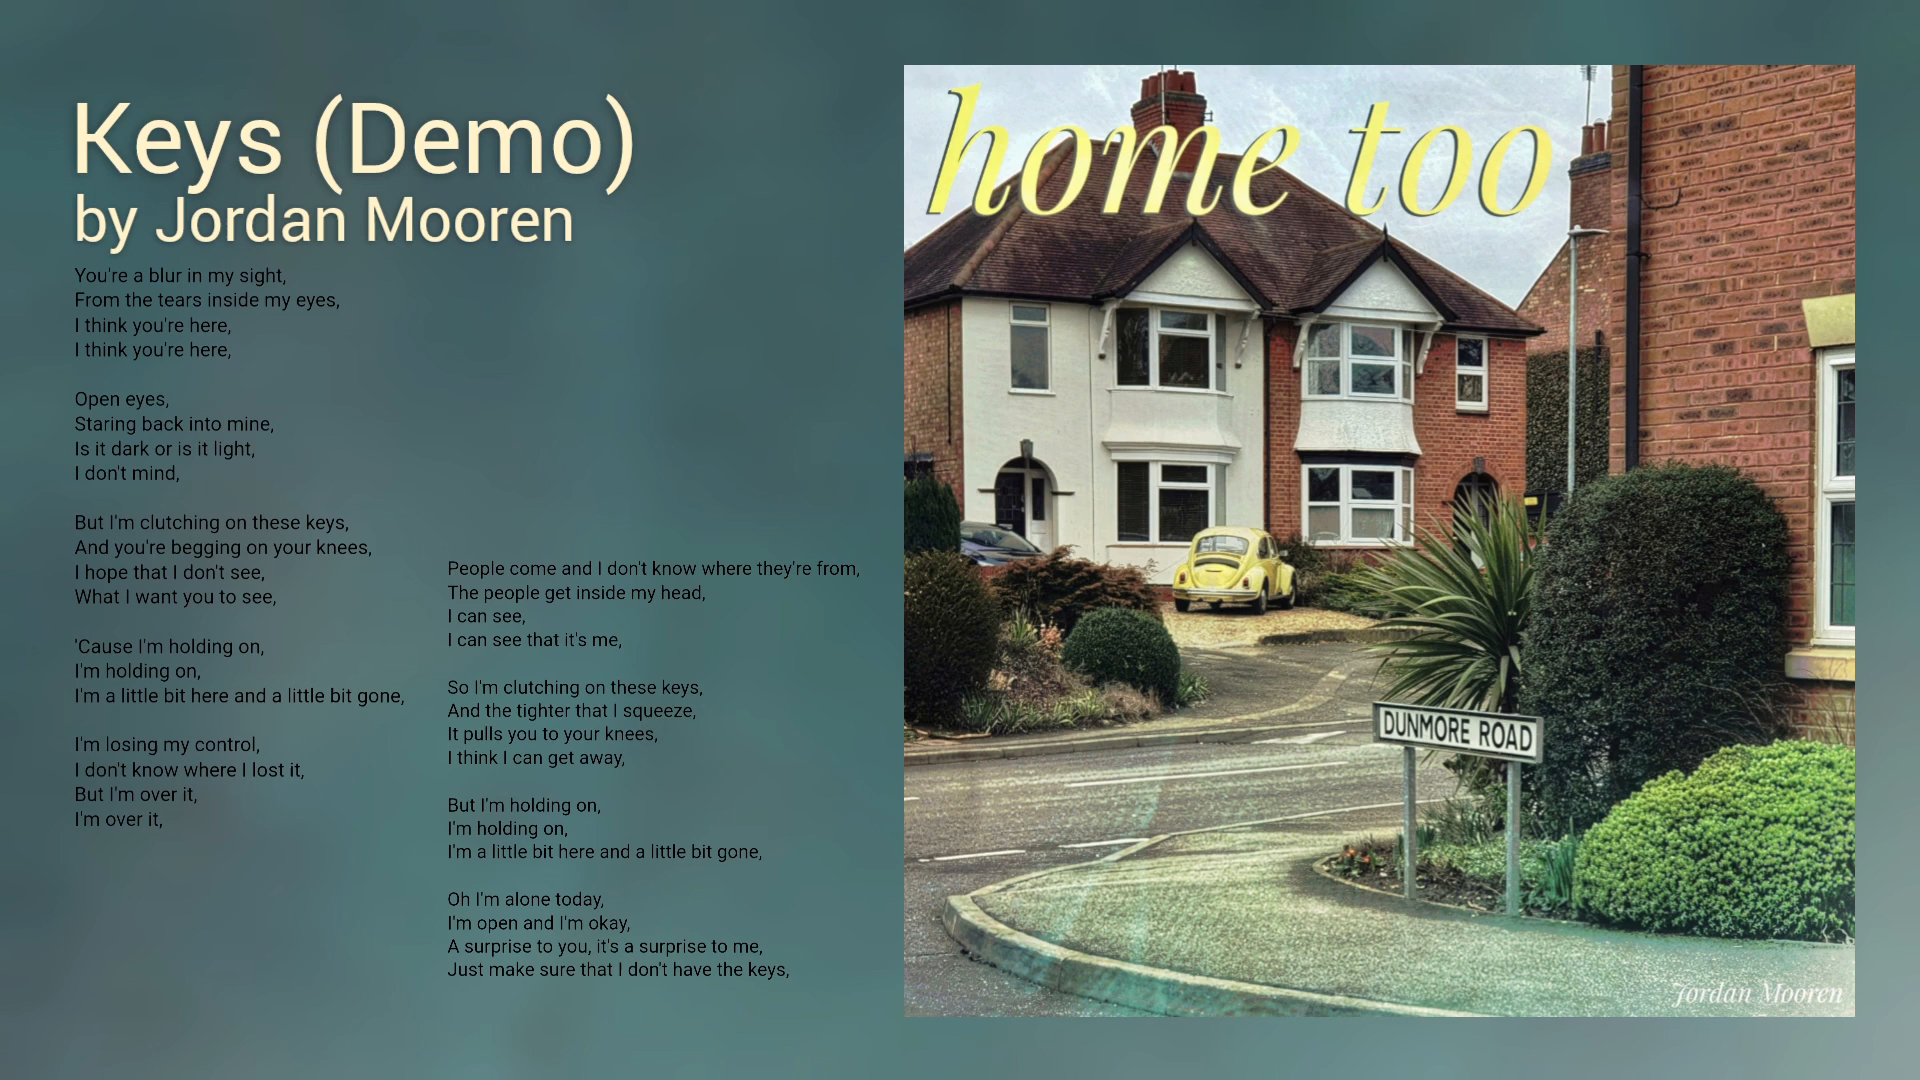 Keys (Demo)
by Jordan Mooren
You're a blur in my sight,
From the tears inside my eyes,
I think you're here,
I think you're here,
Open eyes,
Staring back into mine,
Is it dark or is it light,
I don't mind,
But I'm clutching on these keys,
And you're begging on your knees,
I hope that I don't see,
What I want you to see,
'Cause I'm holding on,
I'm holding on,
I'm a little bit here and a little bit gone,
I'm losing my control,
I don't know where I lost it,
But I'm over it,
I'm over it,
People come and I don't know where they're from,
The people get inside my head,
I can see,
I can see that it's me,
So I'm clutching on these keys,
And the tighter that I squeeze,
It pulls you to your knees,
I think I can get away,
But I'm holding on,
I'm holding on,
I'm a little bit here and a little bit gone,
Oh I'm alone today,
I'm open and I'm okay,
A surprise to you, it's a surprise to me,
Just make sure that I don't have the keys,
home too
DUNMORE ROAD
Jordan Mooren